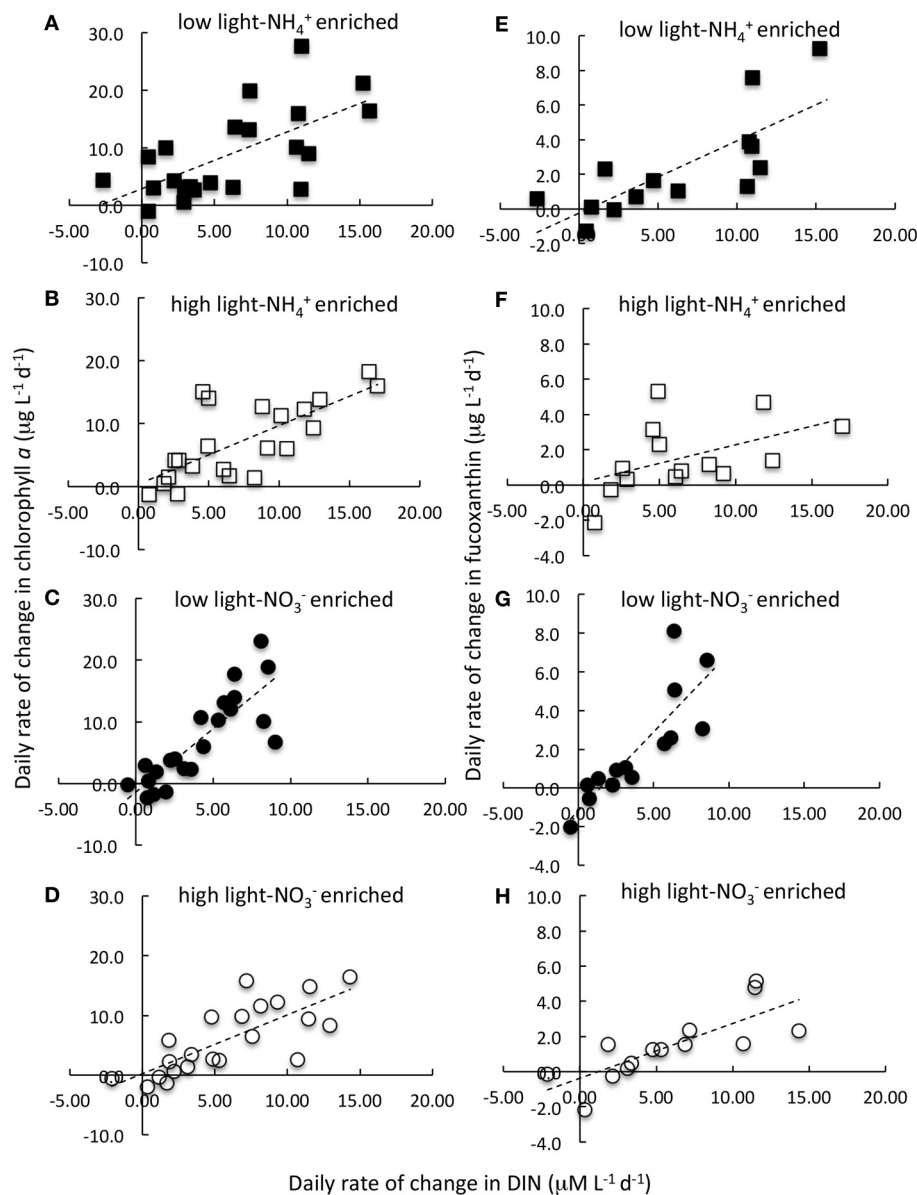 A
low light-NH₄⁺ enriched
30.0
20.0
10.0
0.0
-10.0
-5.00 0.00 5.00 10.00 15.00 20.00
B
high light-NH₄⁺ enriched
30.0
20.0
10.0
0.0
-10.0
-5.00 0.00 5.00 10.00 15.00 20.00
C
low light-NO₃⁻ enriched
30.0
20.0
10.0
0.0
-10.0
-5.00 0.00 5.00 10.00 15.00 20.00
D
high light-NO₃⁻ enriched
30.0
20.0
10.0
0.0
-10.0
-5.00 0.00 5.00 10.00 15.00 20.00
Daily rate of change in chlorophyll a (µg L⁻¹ d⁻¹)
E
low light-NH₄⁺ enriched
10.0
8.0
6.0
4.0
2.0
0.0
-2.0
-5.00 0.00 5.00 10.00 15.00 20.00
F
high light-NH₄⁺ enriched
10.0
8.0
6.0
4.0
2.0
0.0
-2.0
-4.0
-5.00 0.00 5.00 10.00 15.00 20.00
G
low light-NO₃⁻ enriched
10.0
8.0
6.0
4.0
2.0
0.0
-2.0
-4.0
-5.00 0.00 5.00 10.00 15.00 20.00
H
high light-NO₃⁻ enriched
10.0
8.0
6.0
4.0
2.0
0.0
-2.0
-4.0
-5.00 0.00 5.00 10.00 15.00 20.00
Daily rate of change in fucoxanthin (µg L⁻¹ d⁻¹)
Daily rate of change in DIN (µM L⁻¹ d⁻¹)